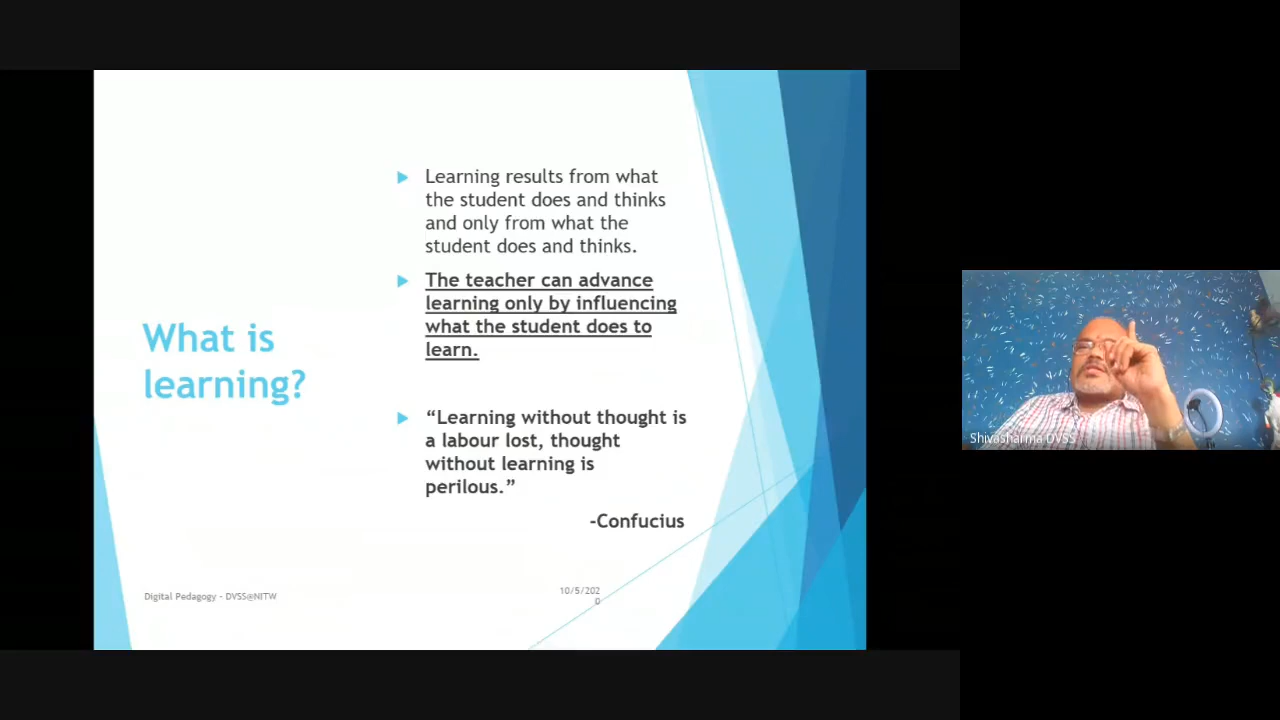 What is
learning?
Learning results from what
the student does and thinks
and only from what the
student does and thinks.
The teacher can advance
learning only by influencing
what the student does to
learn.
“Learning without thought is
a labour lost, thought
without learning is
perilous.”
-Confucius
Digital Pedagogy - DVSS@NITW
10/5/202
0
Shivasharma DVSS